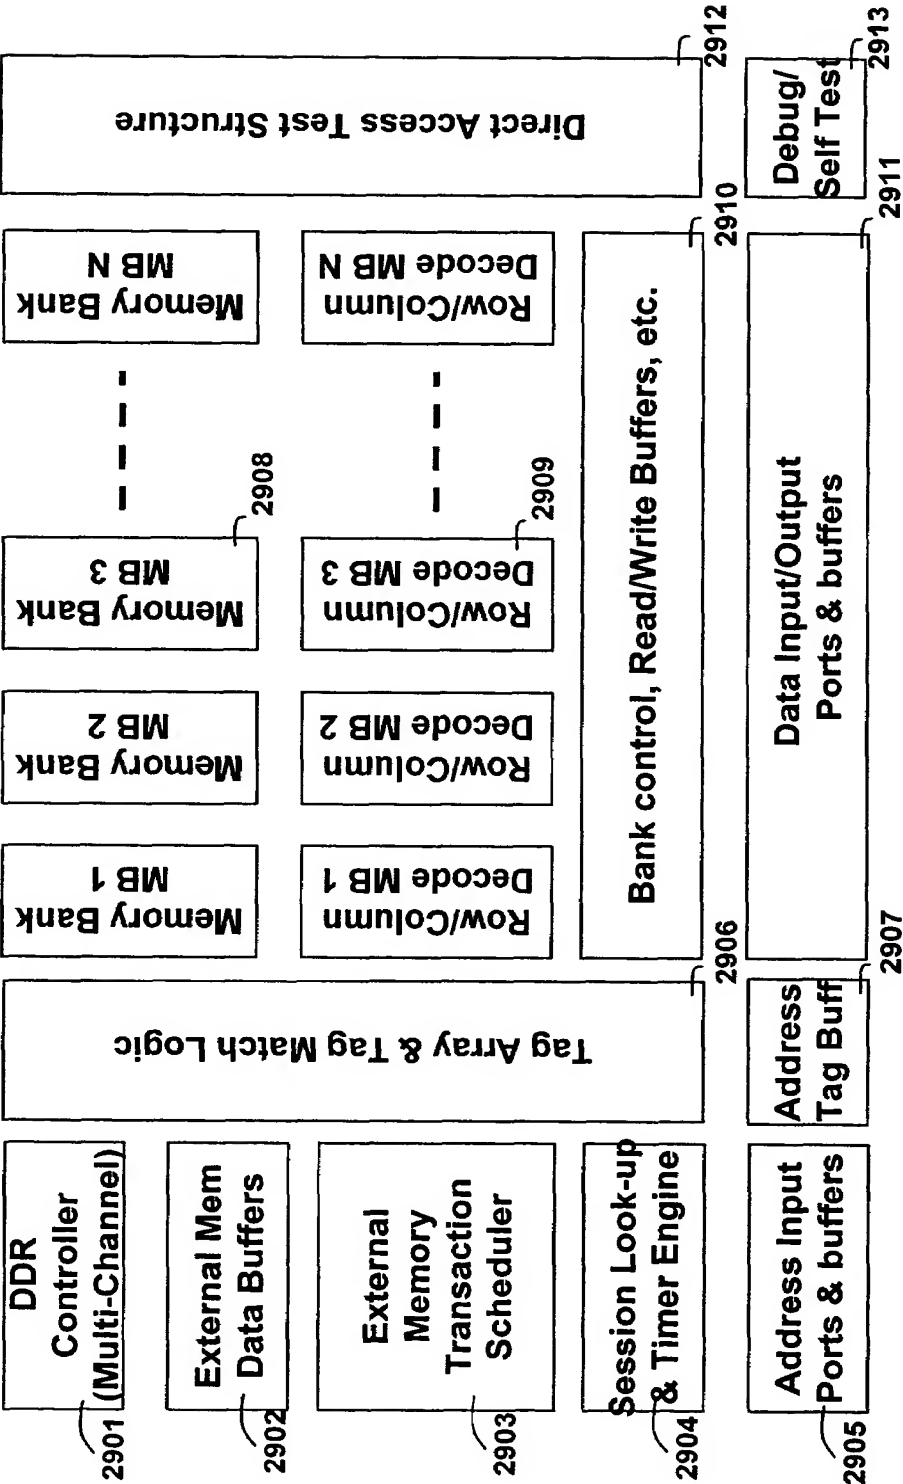 DDR
Controller
(Multi-Channel)
2901
External Mem
Data Buffers
2902
External
Memory
Transaction
Scheduler
2903
Session Look-up
& Timer Engine
2904
Address Input
Ports & buffers
2905
Tag Array & Tag Match Logic
2906
Address
Tag Buff
2907
Memory Bank
MB 1
Memory Bank
MB 2
Memory Bank
MB 3
2908
Memory Bank
MB N
Row/Column
Decode MB 1
Row/Column
Decode MB 2
Row/Column
Decode MB 3
2909
Row/Column
Decode MB N
Bank control, Read/Write Buffers, etc.
2910
Data Input/Output
Ports & buffers
2911
Direct Access Test Structure
2912
Debug/
Self Test
2913